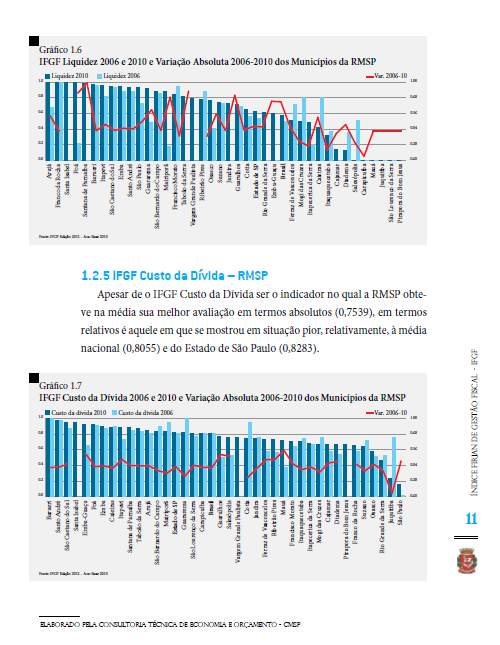 Gráfico 1.6
IFGF Liquidez 2006 e 2010 e Variação Absoluta 2006-2010 dos Municípios da RMSP
Liquidez 2010 Liquidez 2006 Var. 2006-10
Arujá
Franco da Rocha
Santa Isabel
Poá
Santana de Parnaíba
Barueri
Itapevi
São Caetano do Sul
Embu
Santo André
São Paulo
Guararema
São Bernardo do Campo
Mairiporã
Francisco Morato
Taboão da Serra
Vargem Grande Paulista
Ribeirão Pires
Osasco
Suzano
Jandira
Guarulhos
Cotia
Estado de SP
Rio Grande da Serra
Embu-Guaçu
Brasil
Ferraz de Vasconcelos
Mogi das Cruzes
Itapecerica da Serra
Caieiras
Itaquaquecetuba
Cajamar
Diadema
Salesópolis
Carapicuíba
Mauá
Juquitiba
São Lourenço da Serra
Pirapora do Bom Jesus
1.2.5 IFGF Custo da Dívida – RMSP
Apesar de o IFGF Custo da Dívida ser o indicador no qual a RMSP obte-
ve na média sua melhor avaliação em termos absolutos (0,7539), em termos
relativos é aquele em que se mostrou em situação pior, relativamente, à média
nacional (0,8055) e do Estado de São Paulo (0,8283).
Gráfico 1.7
IFGF Custo da Dívida 2006 e 2010 e Variação Absoluta 2006-2010 dos Municípios da RMSP
Custo da dívida 2010 Custo da dívida 2006 Var. 2006-10
Barueri
Santo André
São Caetano do Sul
Santa Isabel
Embu-Guaçu
Poá
Embu
Caieiras
Itapevi
Santana de Parnaíba
Taboão da Serra
Arujá
São Bernardo do Campo
Mairiporã
Estado de SP
Guararema
São Lourenço da Serra
Carapicuíba
Brasil
Guarulhos
Salesópolis
Vargem Grande Paulista
Cotia
Jandira
Ferraz de Vasconcelos
Ribeirão Pires
Mauá
Francisco Morato
Itaquaquecetuba
Itapecerica da Serra
Mogi das Cruzes
Cajamar
Diadema
Pirapora do Bom Jesus
Franco da Rocha
Suzano
Osasco
Rio Grande da Serra
Juquitiba
São Paulo
ÍNDICE FIRJAN DE GESTÃO FISCAL - IFGF
11
ELABORADO PELA CONSULTORIA TÉCNICA DE ECONOMIA E ORÇAMENTO - CMSP